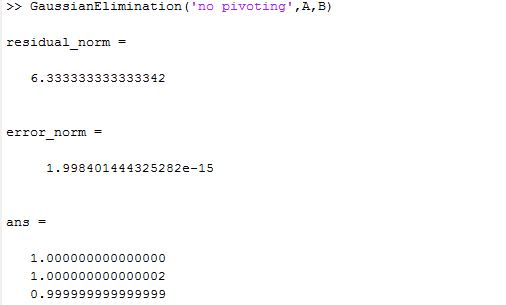 >> GaussianElimination('no pivoting',A,B)
residual_norm =
6.333333333333342
error_norm =
1.998401444325282e-15
ans =
1.000000000000000
1.000000000000002
0.999999999999999